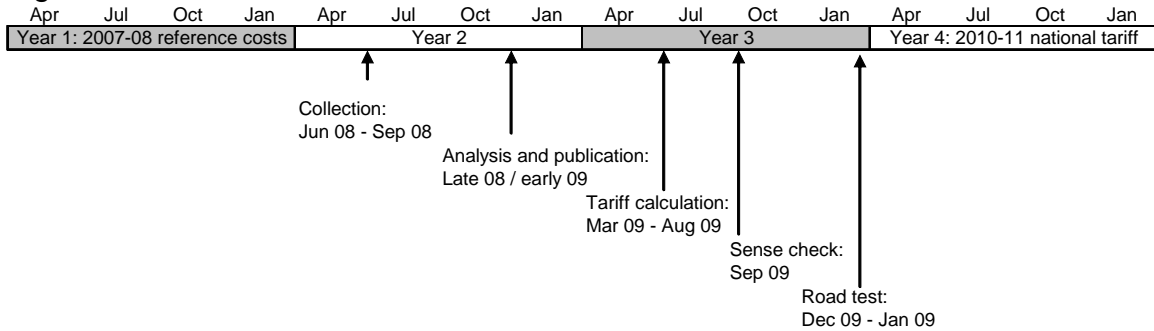 Apr Jul Oct Jan Apr Jul Oct Jan Apr Jul Oct Jan Apr Jul Oct Jan
Year 1: 2007-08 reference costs Year 2 Year 3 Year 4: 2010-11 national tariff
Collection:
Jun 08 - Sep 08
Analysis and publication:
Late 08 / early 09
Tariff calculation:
Mar 09 - Aug 09
Sense check:
Sep 09
Road test:
Dec 09 - Jan 09